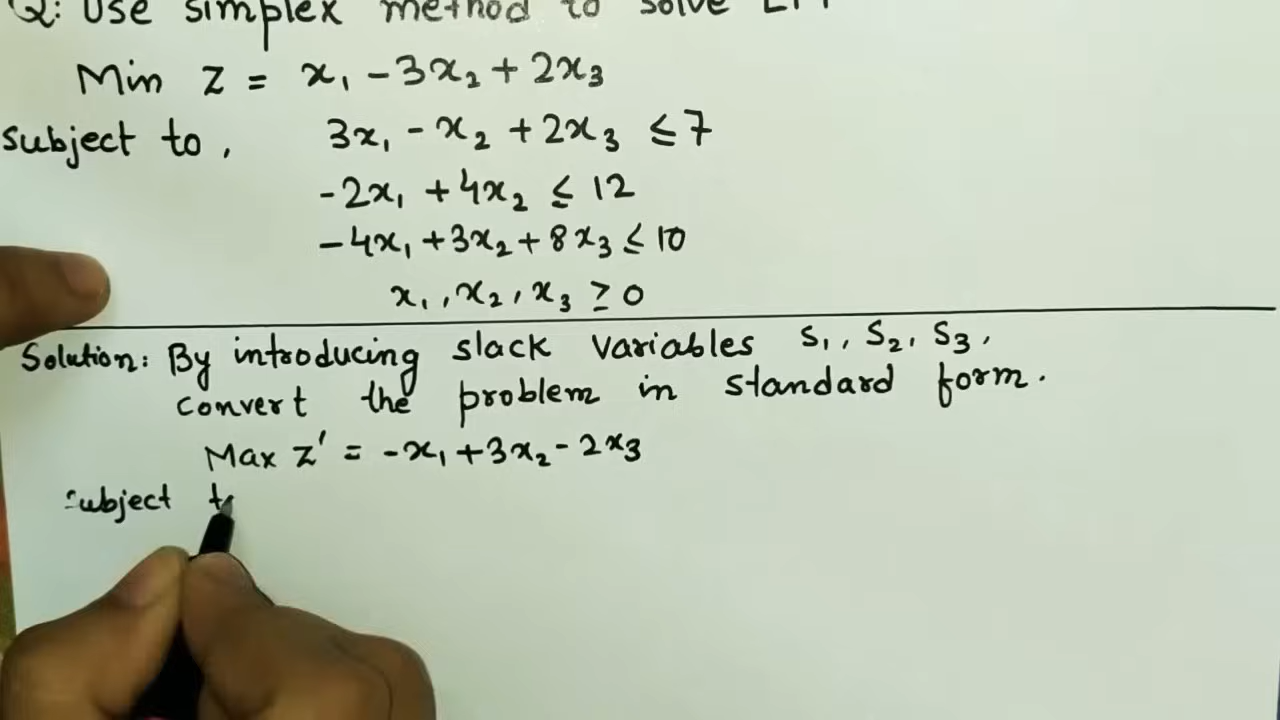 Q: Use simplex method to solve LPP
Min Z = x₁ - 3x₂ + 2x₃
Subject to, 3x₁ - x₂ + 2x₃ ≤ 7
-2x₁ + 4x₂ ≤ 12
-4x₁ + 3x₂ + 8x₃ ≤ 10
x₁, x₂, x₃ ≥ 0
Solution: By introducing slack variables S₁, S₂, S₃,
convert the problem in standard form.
Max Z' = -x₁ + 3x₂ - 2x₃
Subject t